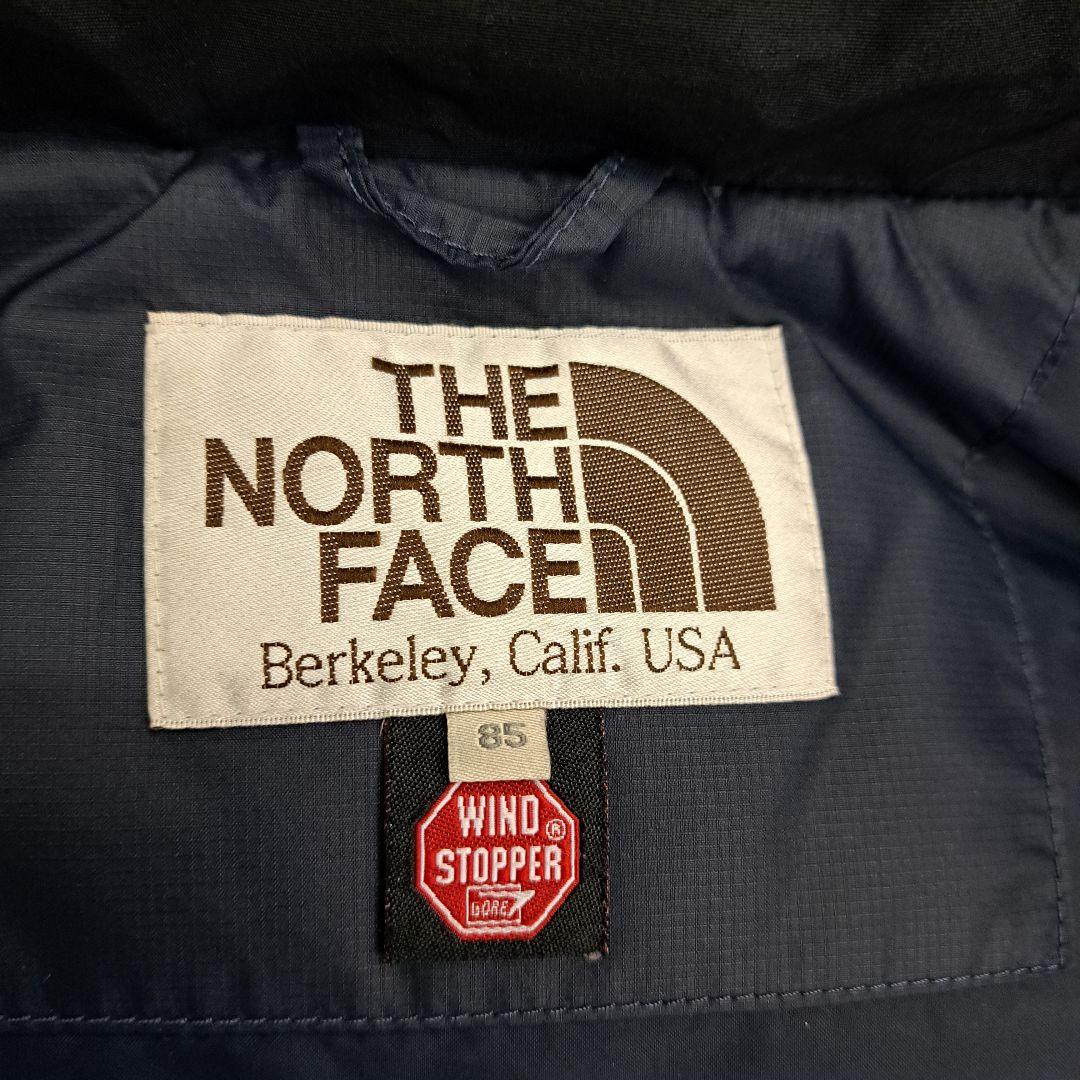 THE
NORTH
FACE
Berkeley, Calif. USA
85
WIND
STOPPER®
GORE